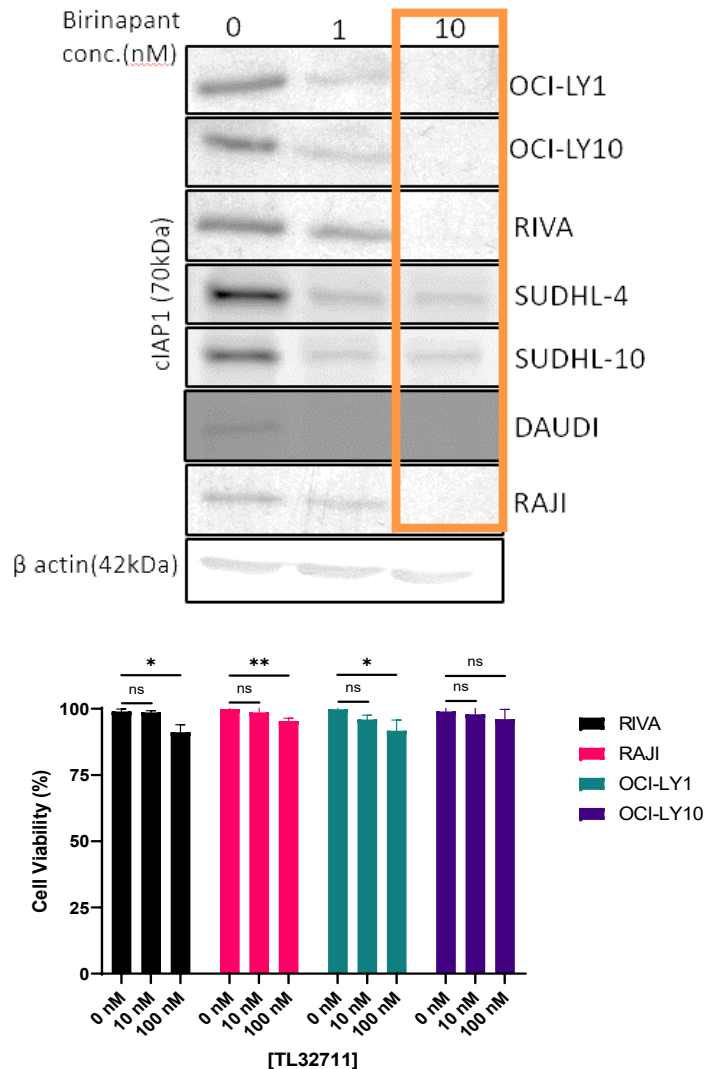 Birinapant
conc.(nM)
0 1 10
OCI-LY1
OCI-LY10
RIVA
SUDHL-4
SUDHL-10
DAUDI
RAJI
cIAP1 (70kDa)
β actin(42kDa)
* ** * ns
ns ns ns ns
100
75
50
25
0
Cell Viability (%)
0 nM 10 nM 100 nM 0 nM 10 nM 100 nM 0 nM 10 nM 100 nM 0 nM 10 nM 100 nM
[TL32711]
RIVA
RAJI
OCI-LY1
OCI-LY10